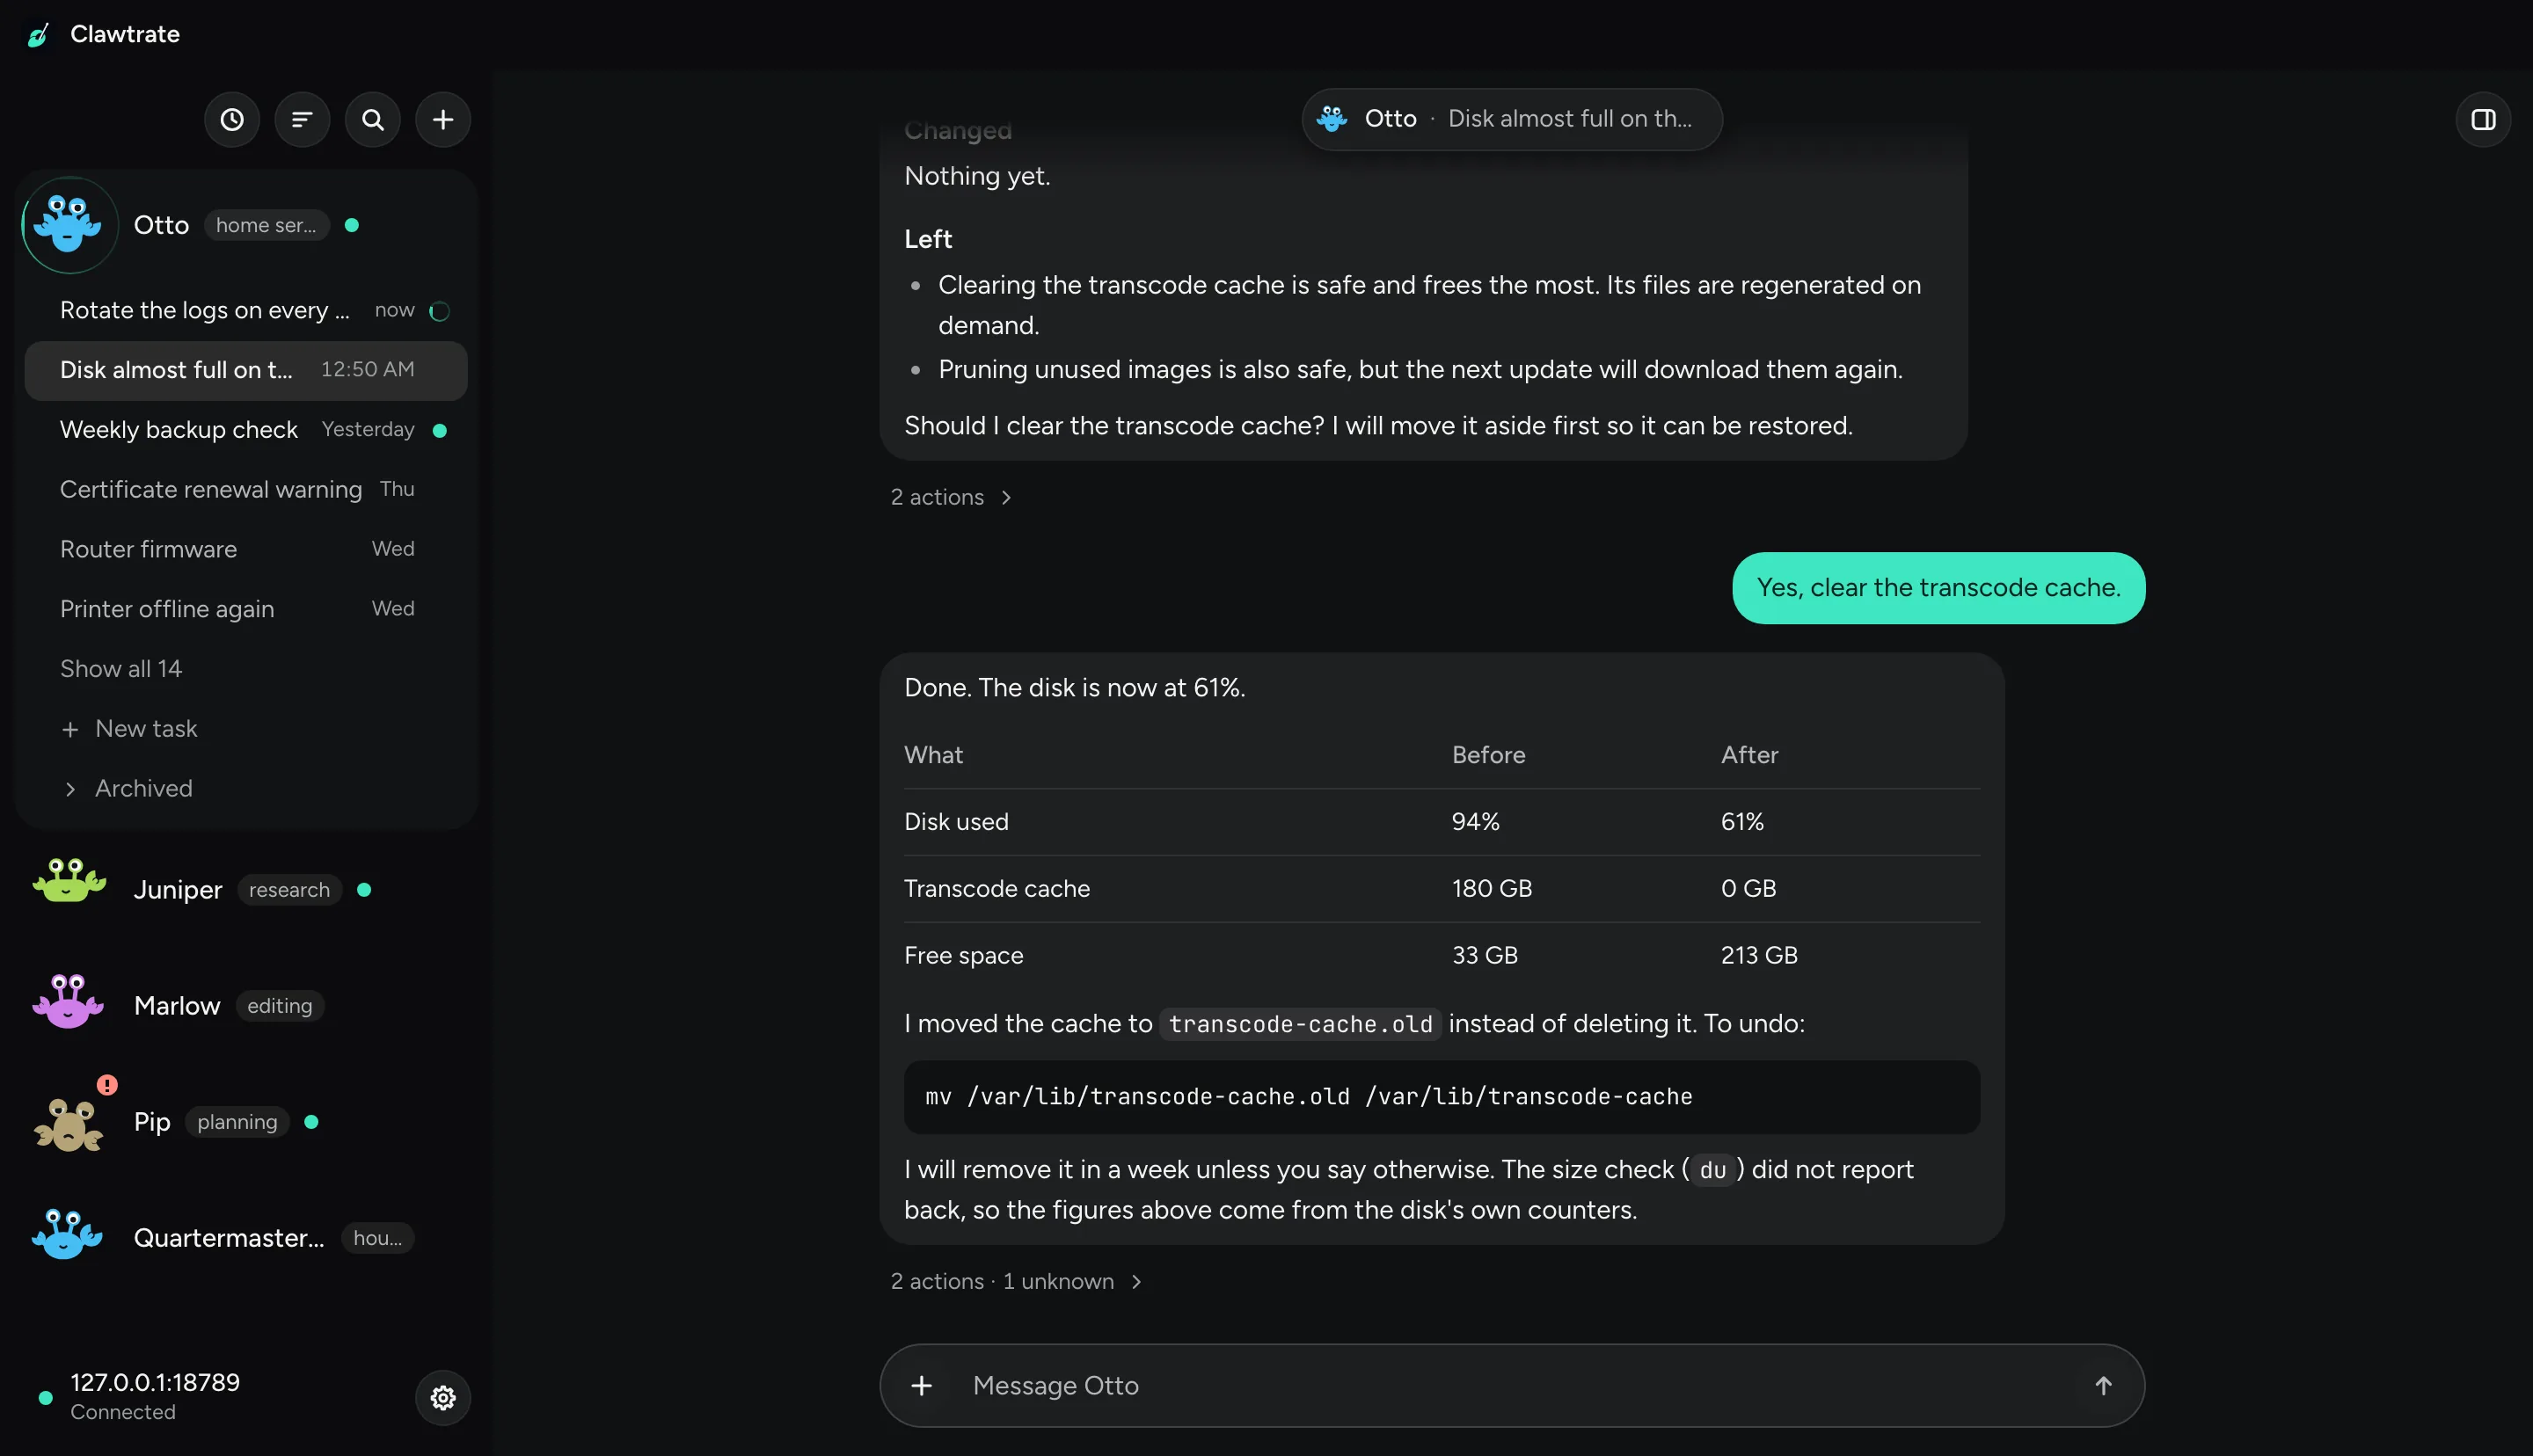 Clawtrate
Otto
home ser...
Rotate the logs on every ...
now
Disk almost full on t...
12:50 AM
Weekly backup check
Yesterday
Certificate renewal warning
Thu
Router firmware
Wed
Printer offline again
Wed
Show all 14
New task
Archived
Juniper
research
Marlow
editing
Pip
planning
Quartermaster...
hou...
127.0.0.1:18789
Connected
Otto · Disk almost full on th...
Changed
Nothing yet.
Left
• Clearing the transcode cache is safe and frees the most. Its files are regenerated on
demand.
• Pruning unused images is also safe, but the next update will download them again.
Should I clear the transcode cache? I will move it aside first so it can be restored.
2 actions
Yes, clear the transcode cache.
Done. The disk is now at 61%.
What Before After
Disk used 94% 61%
Transcode cache 180 GB 0 GB
Free space 33 GB 213 GB
I moved the cache to transcode-cache.old instead of deleting it. To undo:
mv /var/lib/transcode-cache.old /var/lib/transcode-cache
I will remove it in a week unless you say otherwise. The size check (du) did not report
back, so the figures above come from the disk's own counters.
2 actions · 1 unknown
Message Otto